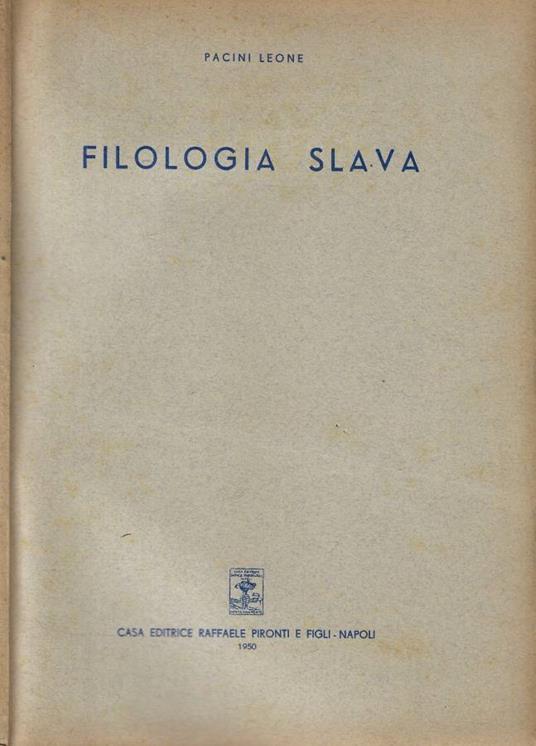 PACINI LEONE
FILOLOGIA SLAVA
CASA EDITRICE RAFFAELE PIRONTI E FIGLI - NAPOLI
1950